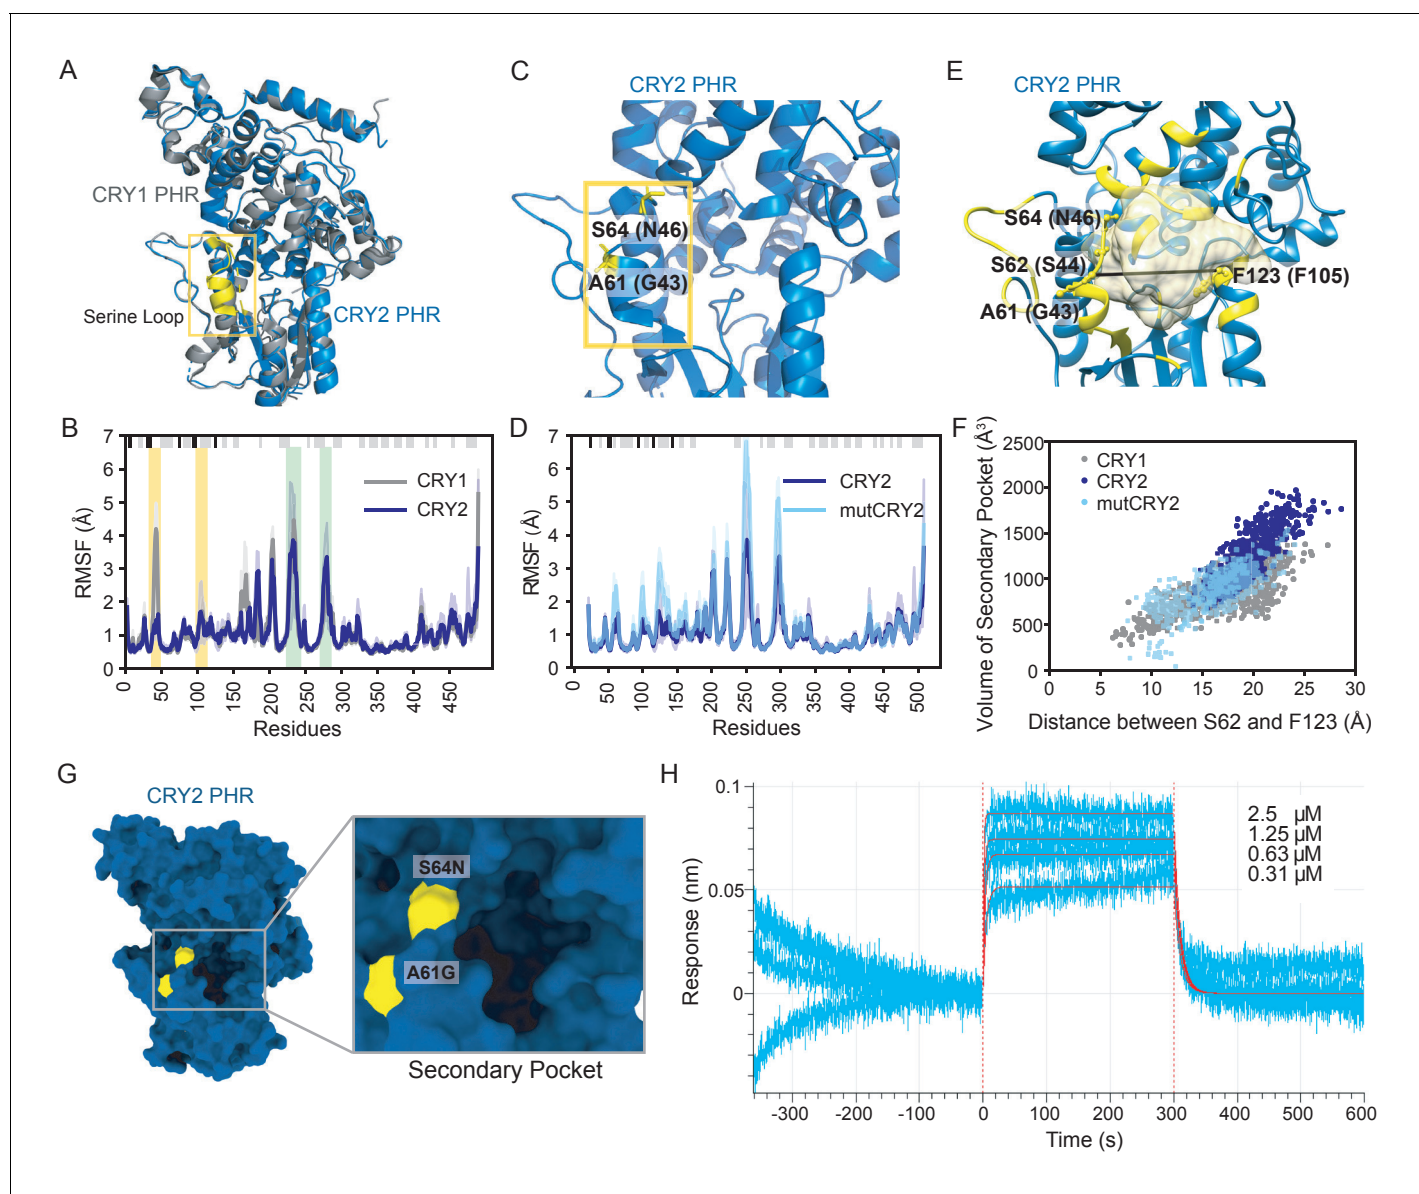 A
CRY1 PHR
Serine Loop
CRY2 PHR
C
CRY2 PHR
S64 (N46)
A61 (G43)
E
CRY2 PHR
S64 (N46)
S62 (S44)
A61 (G43)
F123 (F105)
B
7
6
5
4
3
2
1
0
RMSF (Å)
CRY1
CRY2
0
50
100
150
200
250
300
350
400
450
Residues
D
7
6
5
4
3
2
1
0
RMSF (Å)
CRY2
mutCRY2
0
50
100
150
200
250
300
350
400
450
500
Residues
F
Volume of Secondary Pocket (Å³)
2500
2000
1500
1000
500
0
CRY1
CRY2
mutCRY2
0 5 10 15 20 25 30
Distance between S62 and F123 (Å)
G
CRY2 PHR
S64N
A61G
Secondary Pocket
H
0.1
0.05
0
Response (nm)
2.5 µM
1.25 µM
0.63 µM
0.31 µM
-300 -200 -100 0 100 200 300 400 500 600
Time (s)